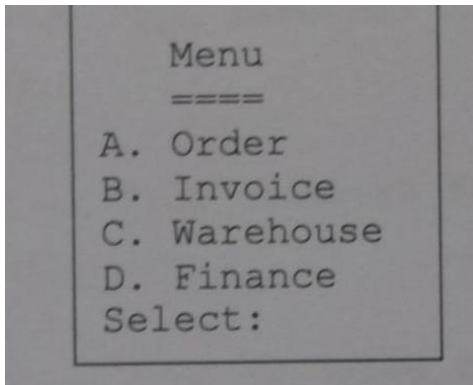 Menu
====
A. Order
B. Invoice
C. Warehouse
D. Finance
Select: